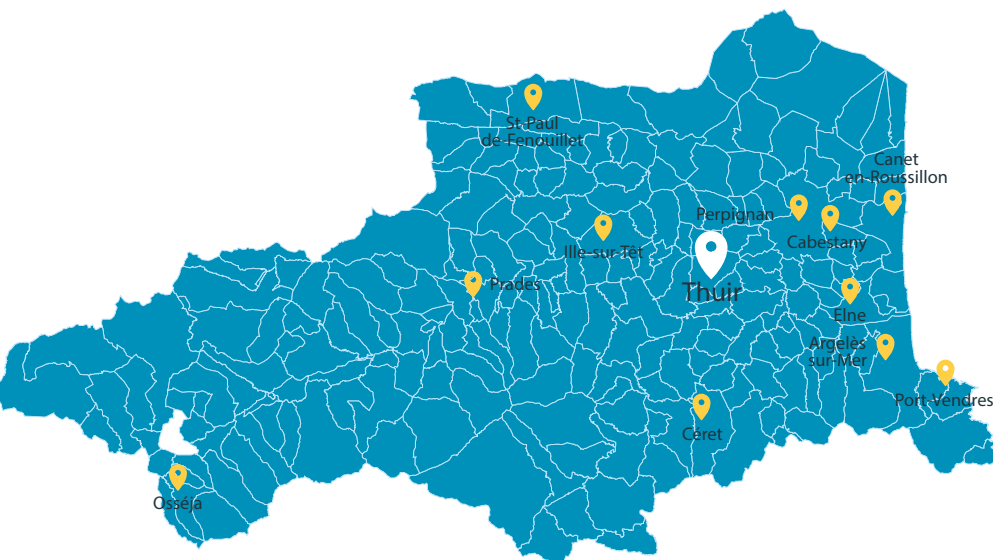 St-Paul
de-Fenouillet
Canet
en-Roussillon
Perpignan
Cabestany
Ille-sur-Têt
Prades
Thuir
Elne
Argelès
sur-Mer
Port-Vendres
Céret
Osséja